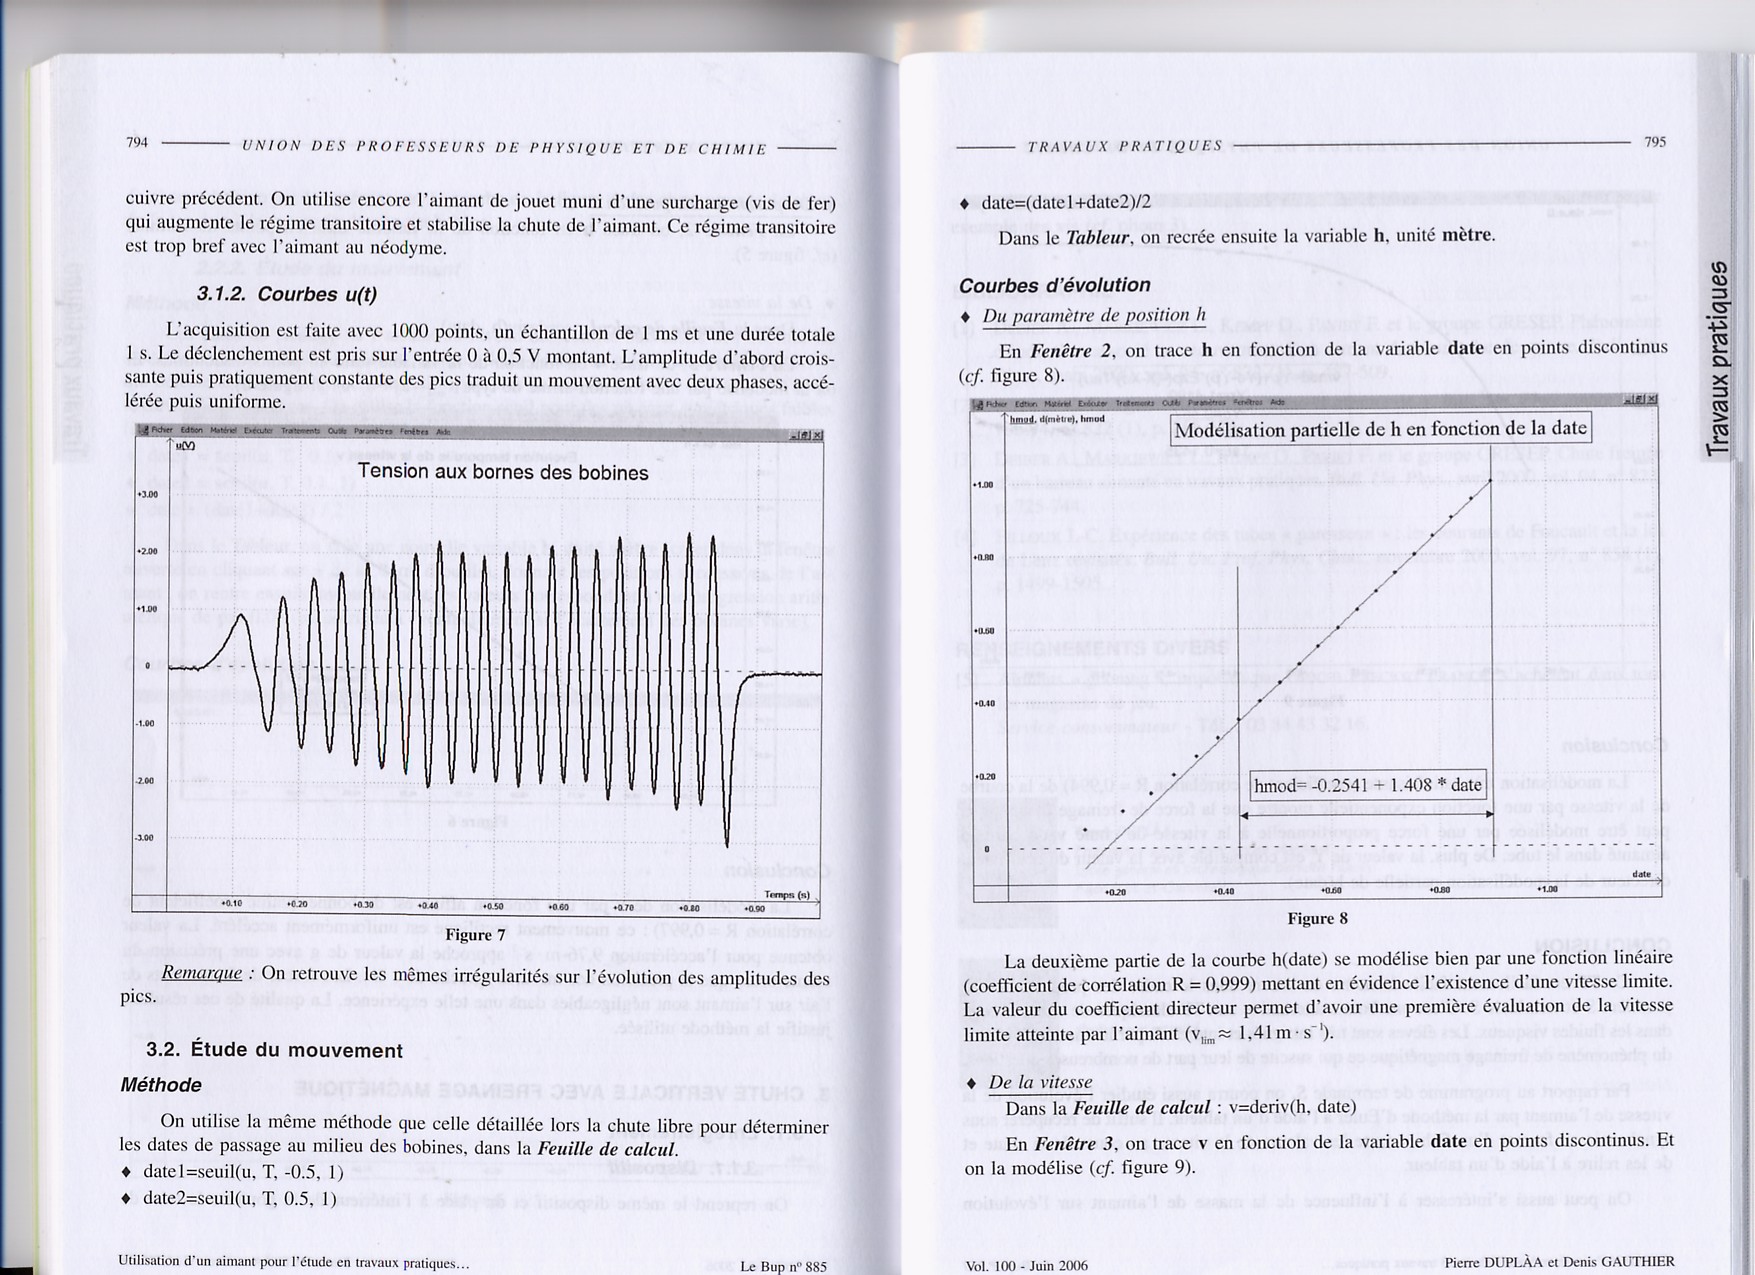 794 UNION DES PROFESSEURS DE PHYSIQUE ET DE CHIMIE
cuivre précédent. On utilise encore l'aimant de jouet muni d'une surcharge (vis de fer)
qui augmente le régime transitoire et stabilise la chute de l'aimant. Ce régime transitoire
est trop bref avec l'aimant au néodyme.
3.1.2. Courbes u(t)
L'acquisition est faite avec 1000 points, un échantillon de 1 ms et une durée totale
1 s. Le déclenchement est pris sur l'entrée 0 à 0,5 V montant. L'amplitude d'abord crois-
sante puis pratiquement constante des pics traduit un mouvement avec deux phases, accé-
lérée puis uniforme.
Fichier Edition Matériel Exécuter Traitements Outils Paramètres Fenêtres Aide
u(V)
Tension aux bornes des bobines
+3.00
+2.00
+1.00
0
-1.00
-2.00
-3.00
Temps (s)
+0.10 +0.20 +0.30 +0.40 +0.50 +0.60 +0.70 +0.80 +0.90
Figure 7
Remarque : On retrouve les mêmes irrégularités sur l'évolution des amplitudes des
pics.
3.2. Étude du mouvement
Méthode
On utilise la même méthode que celle détaillée lors la chute libre pour déterminer
les dates de passage au milieu des bobines, dans la Feuille de calcul.
♦ date1=seuil(u, T, -0.5, 1)
♦ date2=seuil(u, T, 0.5, 1)
Utilisation d'un aimant pour l'étude en travaux pratiques... Le Bup n° 885
TRAVAUX PRATIQUES 795
♦ date=(date1+date2)/2
Dans le Tableur, on recrée ensuite la variable h, unité mètre.
Courbes d'évolution
♦ Du paramètre de position h
En Fenêtre 2, on trace h en fonction de la variable date en points discontinus
(cf. figure 8).
Fichier Edition Matériel Exécuter Traitements Outils Paramètres Fenêtres Aide
hmod, d(mètre), hmod
Modélisation partielle de h en fonction de la date
+1.00
+0.80
+0.60
+0.40
+0.20
0
hmod= -0.2541 + 1.408 * date
date
+0.20 +0.40 +0.60 +0.80 +1.00
Figure 8
La deuxième partie de la courbe h(date) se modélise bien par une fonction linéaire
(coefficient de corrélation R = 0,999) mettant en évidence l'existence d'une vitesse limite.
La valeur du coefficient directeur permet d'avoir une première évaluation de la vitesse
limite atteinte par l'aimant (vlim ≈ 1,41 m · s⁻¹).
♦ De la vitesse
Dans la Feuille de calcul : v=deriv(h, date)
En Fenêtre 3, on trace v en fonction de la variable date en points discontinus. Et
on la modélise (cf. figure 9).
Vol. 100 - Juin 2006 Pierre DUPLÀA et Denis GAUTHIER
Travaux pratiques